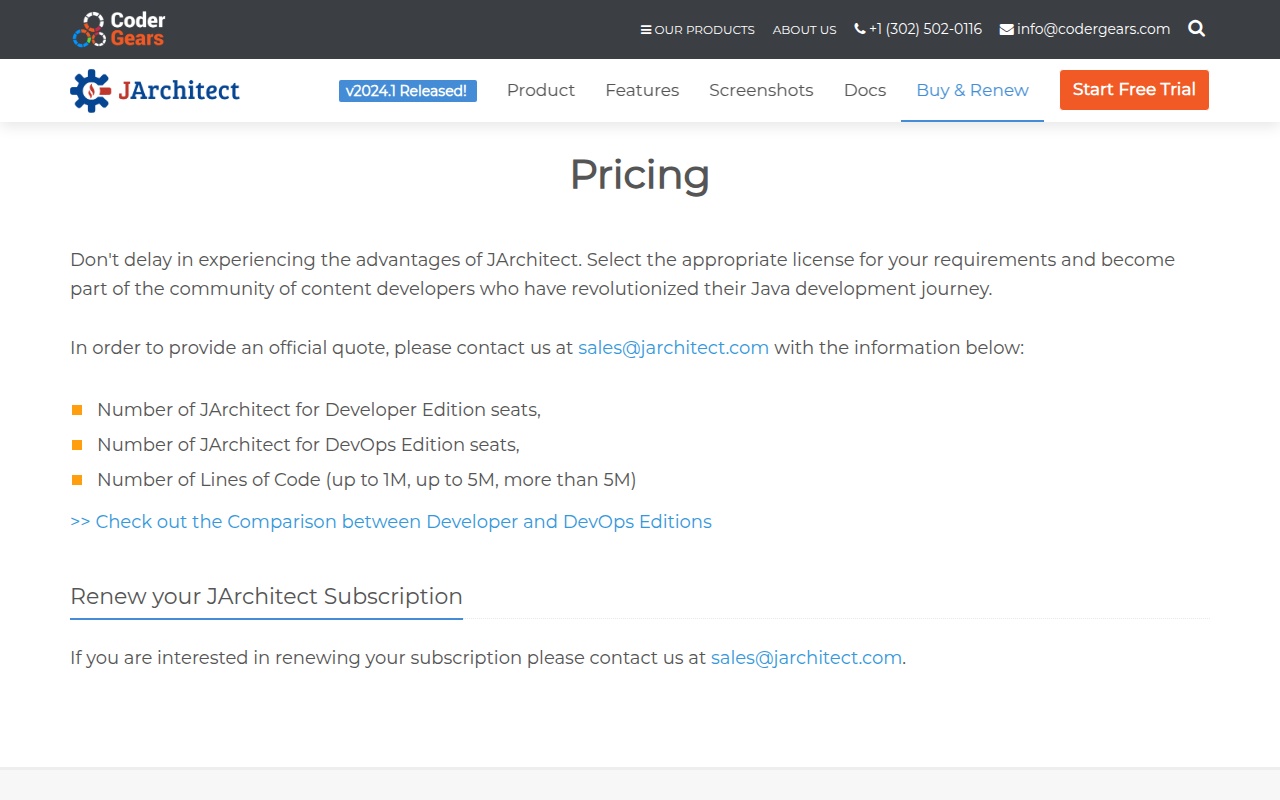 Coder
Gears
OUR PRODUCTS ABOUT US +1 (302) 502-0116 info@codergears.com
JArchitect
v2024.1 Released! Product Features Screenshots Docs Buy & Renew Start Free Trial
Pricing
Don't delay in experiencing the advantages of JArchitect. Select the appropriate license for your requirements and become
part of the community of content developers who have revolutionized their Java development journey.
In order to provide an official quote, please contact us at sales@jarchitect.com with the information below:
Number of JArchitect for Developer Edition seats,
Number of JArchitect for DevOps Edition seats,
Number of Lines of Code (up to 1M, up to 5M, more than 5M)
>> Check out the Comparison between Developer and DevOps Editions
Renew your JArchitect Subscription
If you are interested in renewing your subscription please contact us at sales@jarchitect.com.